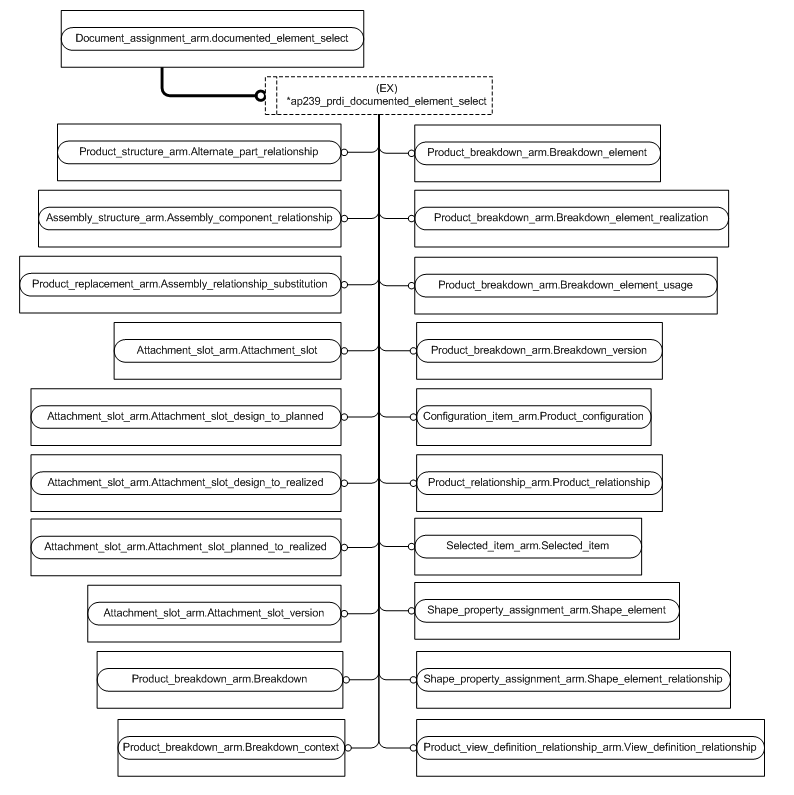 Document_assignment_arm.documented_element_select
(EX)
*ap239_prdi_documented_element_select
Product_structure_arm.Alternate_part_relationship
Product_breakdown_arm.Breakdown_element
Assembly_structure_arm.Assembly_component_relationship
Product_breakdown_arm.Breakdown_element_realization
Product_replacement_arm.Assembly_relationship_substitution
Product_breakdown_arm.Breakdown_element_usage
Attachment_slot_arm.Attachment_slot
Product_breakdown_arm.Breakdown_version
Attachment_slot_arm.Attachment_slot_design_to_planned
Configuration_item_arm.Product_configuration
Attachment_slot_arm.Attachment_slot_design_to_realized
Product_relationship_arm.Product_relationship
Attachment_slot_arm.Attachment_slot_planned_to_realized
Selected_item_arm.Selected_item
Attachment_slot_arm.Attachment_slot_version
Shape_property_assignment_arm.Shape_element
Product_breakdown_arm.Breakdown
Shape_property_assignment_arm.Shape_element_relationship
Product_breakdown_arm.Breakdown_context
Product_view_definition_relationship_arm.View_definition_relationship